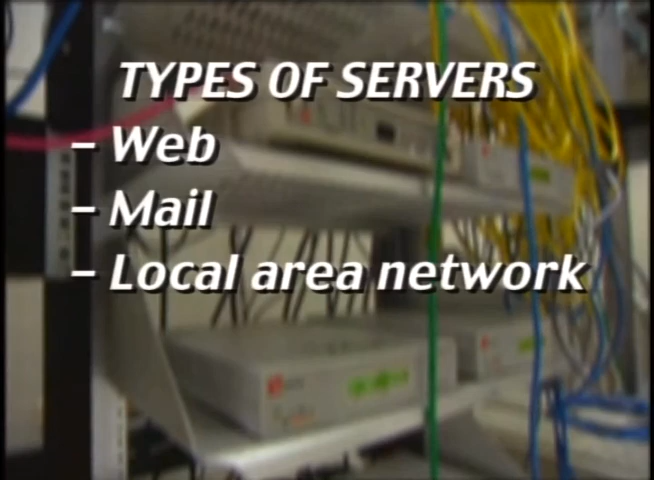 TYPES OF SERVERS
– Web
– Mail
– Local area network